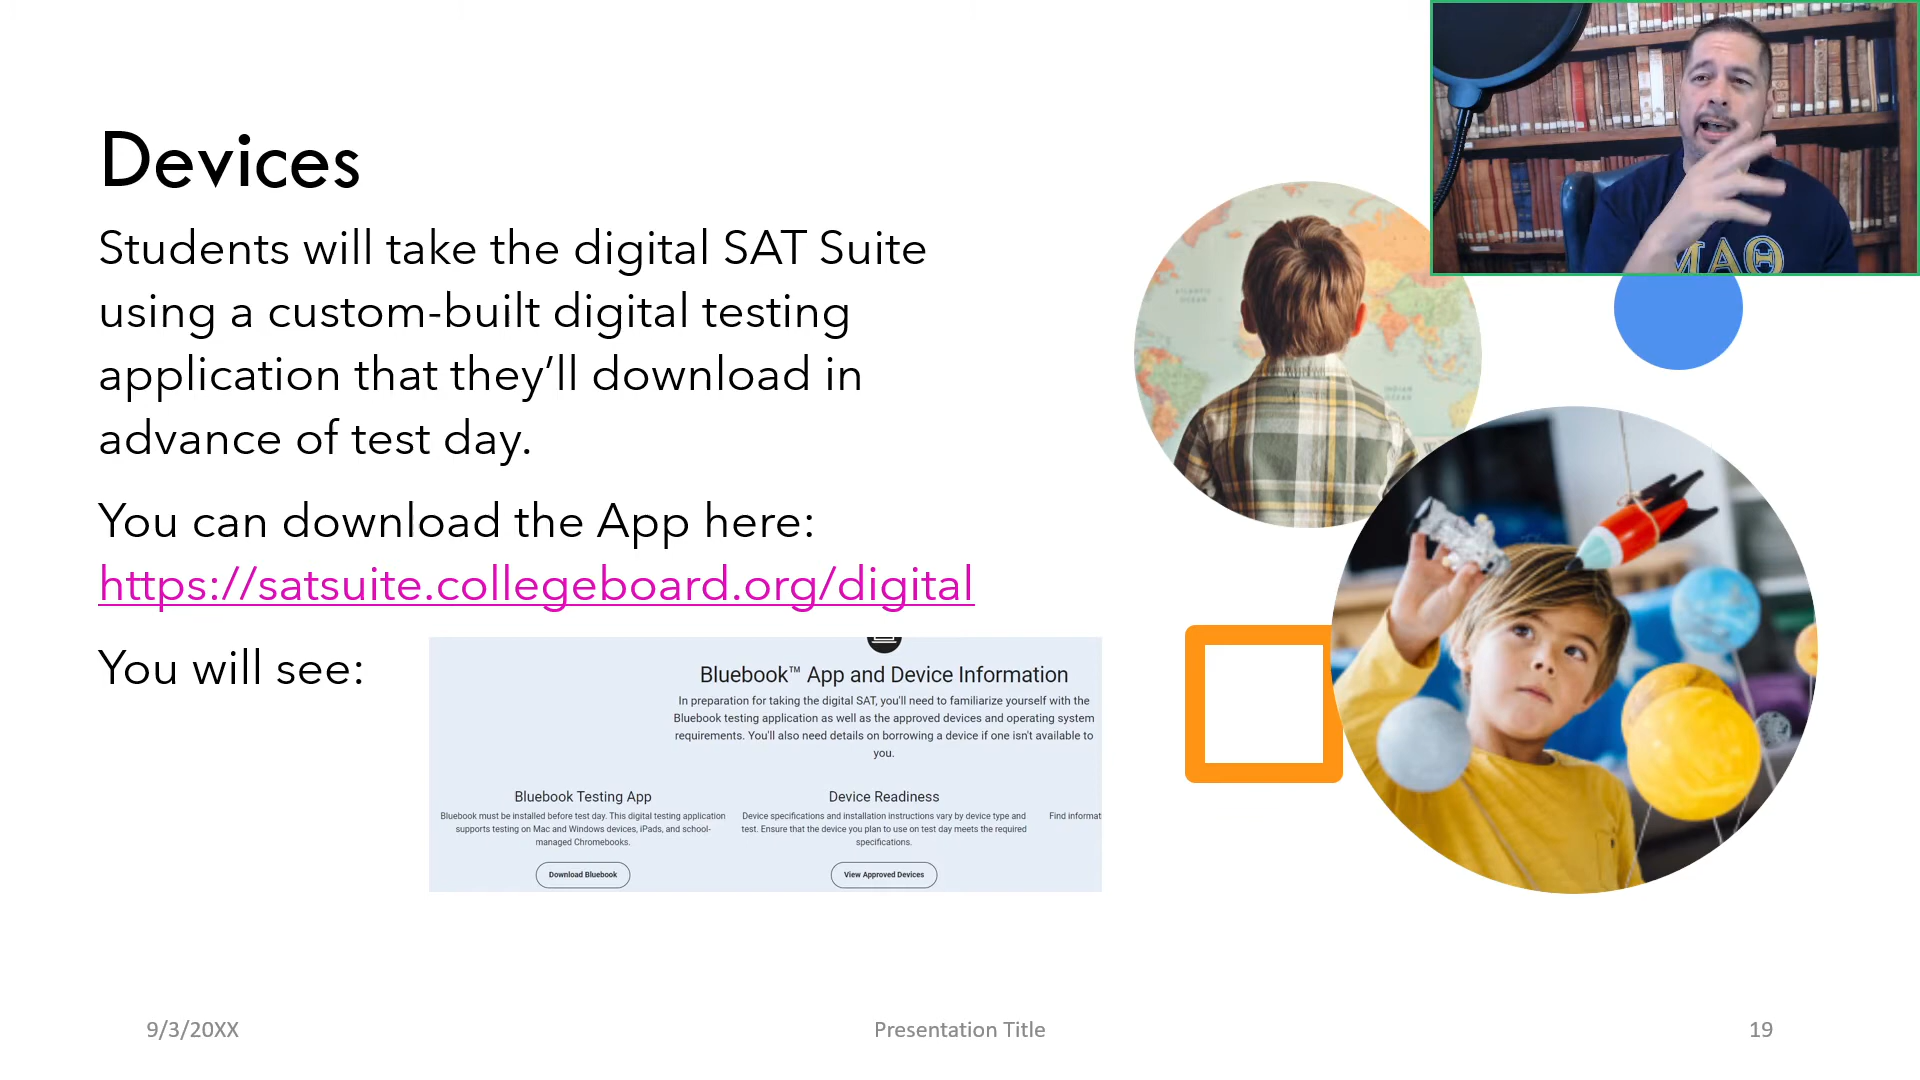 Devices
Students will take the digital SAT Suite
using a custom-built digital testing
application that they’ll download in
advance of test day.
You can download the App here:
https://satsuite.collegeboard.org/digital
You will see:
Bluebook™ App and Device Information
In preparation for taking the digital SAT, you'll need to familiarize yourself with the
Bluebook testing application as well as the approved devices and operating system
requirements. You'll also need details on borrowing a device if one isn't available to
you.
Bluebook Testing App
Bluebook must be installed before test day. This digital testing application
supports testing on Mac and Windows devices, iPads, and school-
managed Chromebooks.
Download Bluebook
Device Readiness
Device specifications and installation instructions vary by device type and
test. Ensure that the device you plan to use on test day meets the required
specifications.
View Approved Devices
Find informat
ATLANTIC
OCEAN
INDIAN
OCEAN
ΜΑΘ
9/3/20XX
Presentation Title
19